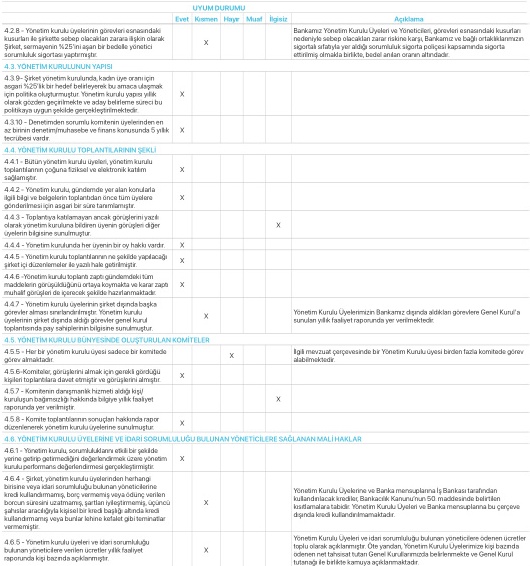 UYUM DURUMU
Evet Kısmen Hayır Muaf İlgisiz Açıklama
4.2.8 - Yönetim kurulu üyelerinin görevleri esnasındaki
kusurları ile şirkette sebep olacakları zarara ilişkin olarak
Şirket, sermayenin %25'ini aşan bir bedelle yönetici
sorumluluk sigortası yaptırmıştır.
X
Bankamız Yönetim Kurulu Üyeleri ve Yöneticileri, görevleri esnasındaki kusurları
nedeniyle sebep olacakları zarar riskine karşı, Bankamız ve bağlı ortaklıklarımızın
sigortalı sıfatıyla yer aldığı sorumluluk sigorta poliçesi kapsamında sigorta
ettirilmiş olmakla birlikte, bedel anılan oranın altındadır.
4.3. YÖNETİM KURULUNUN YAPISI
4.3.9- Şirket yönetim kurulunda, kadın üye oranı için
asgari %25'lik bir hedef belirleyerek bu amaca ulaşmak
için politika oluşturmuştur. Yönetim kurulu yapısı yıllık
olarak gözden geçirilmekte ve aday belirleme süreci bu
politikaya uygun şekilde gerçekleştirilmektedir.
X
4.3.10 - Denetimden sorumlu komitenin üyelerinden en
az birinin denetim/muhasebe ve finans konusunda 5 yıllık
tecrübesi vardır.
X
4.4. YÖNETİM KURULU TOPLANTILARININ ŞEKLİ
4.4.1 - Bütün yönetim kurulu üyeleri, yönetim kurulu
toplantılarının çoğuna fiziksel ve elektronik katılım
sağlamıştır.
X
4.4.2 - Yönetim kurulu, gündemde yer alan konularla
ilgili bilgi ve belgelerin toplantıdan önce tüm üyelere
gönderilmesi için asgari bir süre tanımlamıştır.
X
4.4.3 - Toplantıya katılamayan ancak görüşlerini yazılı
olarak yönetim kuruluna bildiren üyenin görüşleri diğer
üyelerin bilgisine sunulmuştur.
X
4.4.4 - Yönetim kurulunda her üyenin bir oy hakkı vardır. X
4.4.5 - Yönetim kurulu toplantılarının ne şekilde yapılacağı
şirket içi düzenlemeler ile yazılı hale getirilmiştir.
X
4.4.6 -Yönetim kurulu toplantı zaptı gündemdeki tüm
maddelerin görüşüldüğünü ortaya koymakta ve karar zaptı
muhalif görüşleri de içerecek şekilde hazırlanmaktadır.
X
4.4.7 - Yönetim kurulu üyelerinin şirket dışında başka
görevler alması sınırlandırılmıştır. Yönetim kurulu
üyelerinin şirket dışında aldığı görevler genel kurul
toplantısında pay sahiplerinin bilgisine sunulmuştur.
X
Yönetim Kurulu Üyelerimizin Bankamız dışında aldıkları görevlere Genel Kurul'a
sunulan yıllık faaliyet raporunda yer verilmektedir.
4.5. YÖNETİM KURULU BÜNYESİNDE OLUŞTURULAN KOMİTELER
4.5.5 - Her bir yönetim kurulu üyesi sadece bir komitede
görev almaktadır.
X
İlgili mevzuat çerçevesinde bir Yönetim Kurulu üyesi birden fazla komitede görev
alabilmektedir.
4.5.6-Komiteler, görüşlerini almak için gerekli gördüğü
kişileri toplantılara davet etmiştir ve görüşlerini almıştır.
X
4.5.7 - Komitenin danışmanlık hizmeti aldığı kişi/
kuruluşun bağımsızlığı hakkında bilgiye yıllık faaliyet
raporunda yer verilmiştir.
X
4.5.8 - Komite toplantılarının sonuçları hakkında rapor
düzenlenerek yönetim kurulu üyelerine sunulmuştur.
X
4.6. YÖNETİM KURULU ÜYELERİNE VE İDARİ SORUMLULUĞU BULUNAN YÖNETİCİLERE SAĞLANAN MALİ HAKLAR
4.6.1 - Yönetim kurulu, sorumluluklarını etkili bir şekilde
yerine getirip getirmediğini değerlendirmek üzere yönetim
kurulu performans değerlendirmesi gerçekleştirmiştir.
X
4.6.4 - Şirket, yönetim kurulu üyelerinden herhangi
birisine veya idari sorumluluğu bulunan yöneticilerine
kredi kullandırmamış, borç vermemiş veya ödünç verilen
borcun süresini uzatmamış, şartları iyileştirmemiş, üçüncü
şahıslar aracılığıyla kişisel bir kredi başlığı altında kredi
kullandırmamış veya bunlar lehine kefalet gibi teminatlar
vermemiştir.
X
Yönetim Kurulu Üyelerine ve Banka mensuplarına İş Bankası tarafından
kullandırılacak krediler, Bankacılık Kanunu'nun 50. maddesinde belirtilen
kısıtlamalara tabidir. Yönetim Kurulu Üyeleri ve Banka mensuplarına bu çerçeve
dışında kredi kullandırılmamaktadır.
4.6.5 - Yönetim kurulu üyeleri ve idari sorumluluğu
bulunan yöneticilere verilen ücretler yıllık faaliyet
raporunda kişi bazında açıklanmıştır.
X
Yönetim Kurulu Üyeleri ve idari sorumluluğu bulunan yöneticilere ödenen ücretler
toplu olarak açıklanmıştır. Öte yandan, Yönetim Kurulu Üyelerimize kişi bazında
ödenen net tahsisat tutarı Genel Kurullarımızda belirlenmekte ve Genel Kurul
tutanağı ile birlikte kamuya açıklanmaktadır.